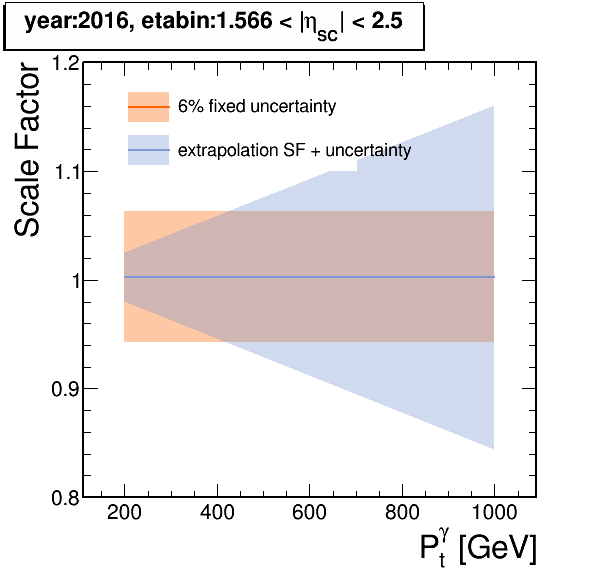 year:2016, etabin:1.566 < |η_SC| < 2.5
Scale Factor
1.2
1.1
1
0.9
0.8
6% fixed uncertainty
extrapolation SF + uncertainty
200 400 600 800 1000
P_t^γ [GeV]